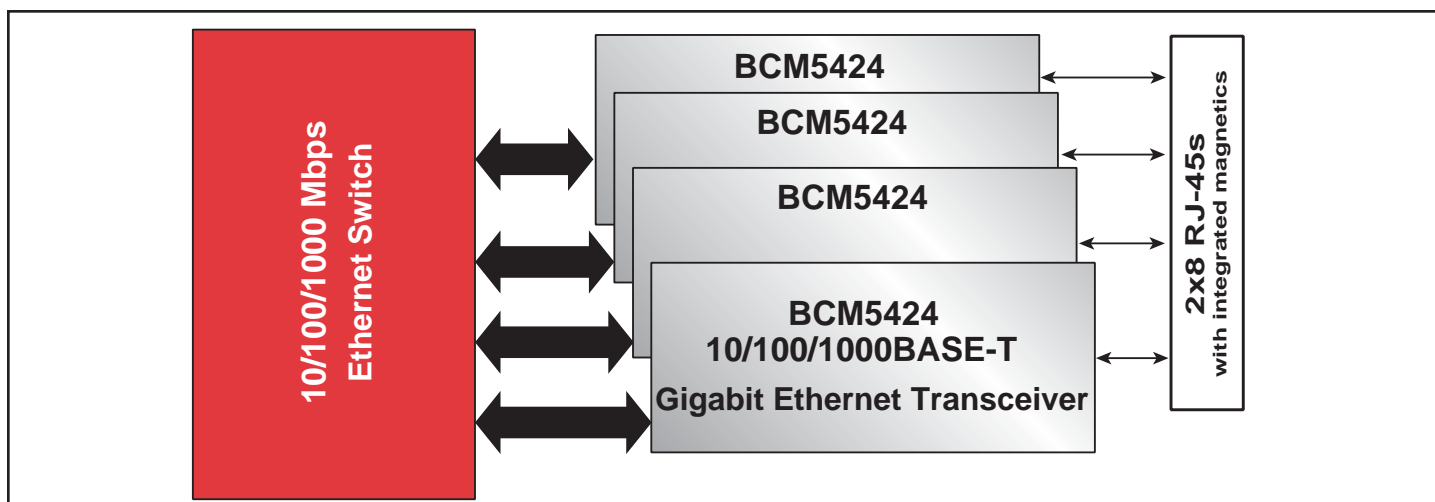 10/100/1000 Mbps
Ethernet Switch
BCM5424
BCM5424
BCM5424
BCM5424
10/100/1000BASE-T
Gigabit Ethernet Transceiver
2x8 RJ-45s
with integrated magnetics